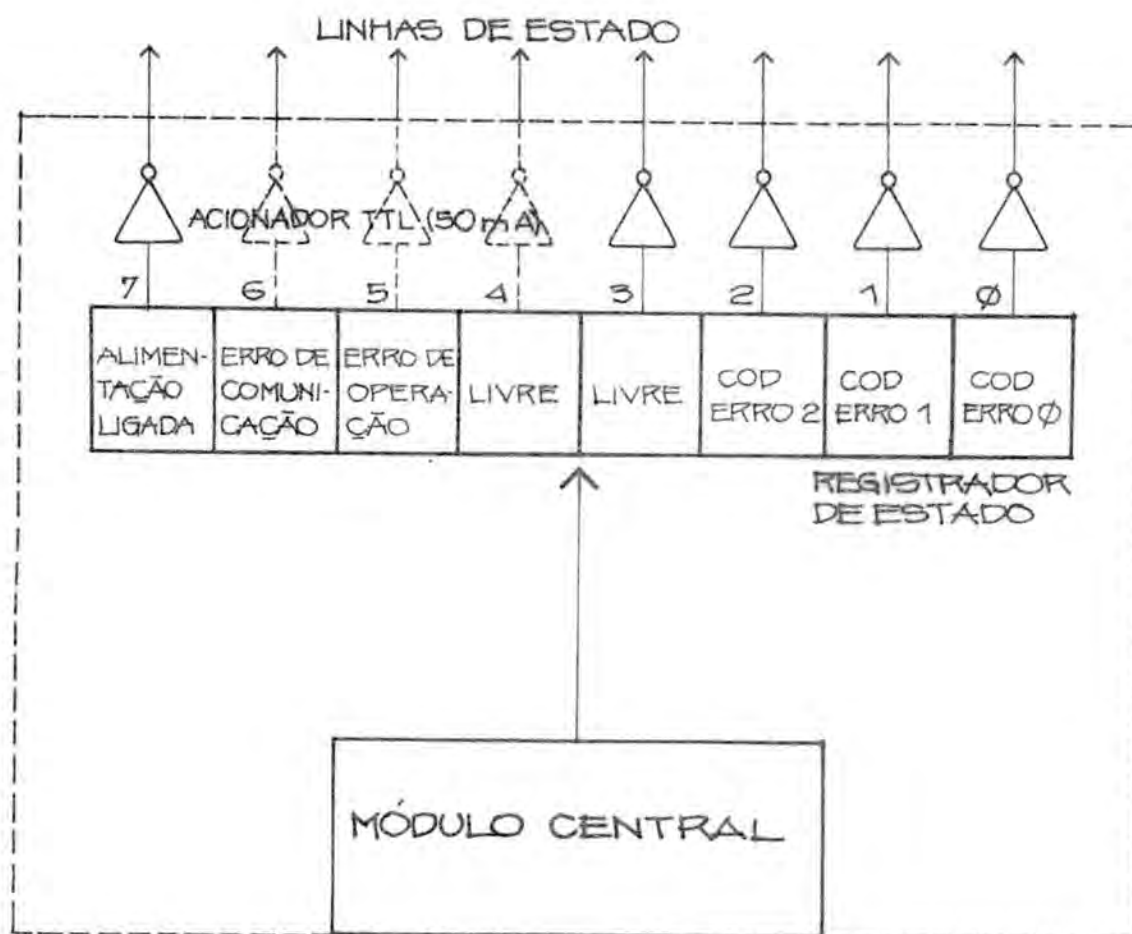 LINHAS DE ESTADO
ACIONADOR TTL (50 mA)
7 6 5 4 3 2 1 Ø
ALIMEN-
TAÇÃO
LIGADA
ERRO DE
COMUNI-
CAÇÃO
ERRO DE
OPERA-
ÇÃO
LIVRE
LIVRE
COD
ERRO 2
COD
ERRO 1
COD
ERRO Ø
REGISTRADOR
DE ESTADO
MÓDULO CENTRAL